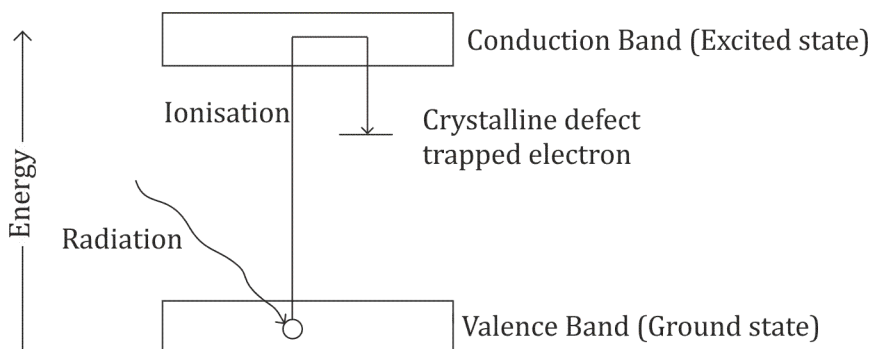 Conduction Band (Excited state)
Ionisation
Crystalline defect
trapped electron
Energy
Radiation
Valence Band (Ground state)